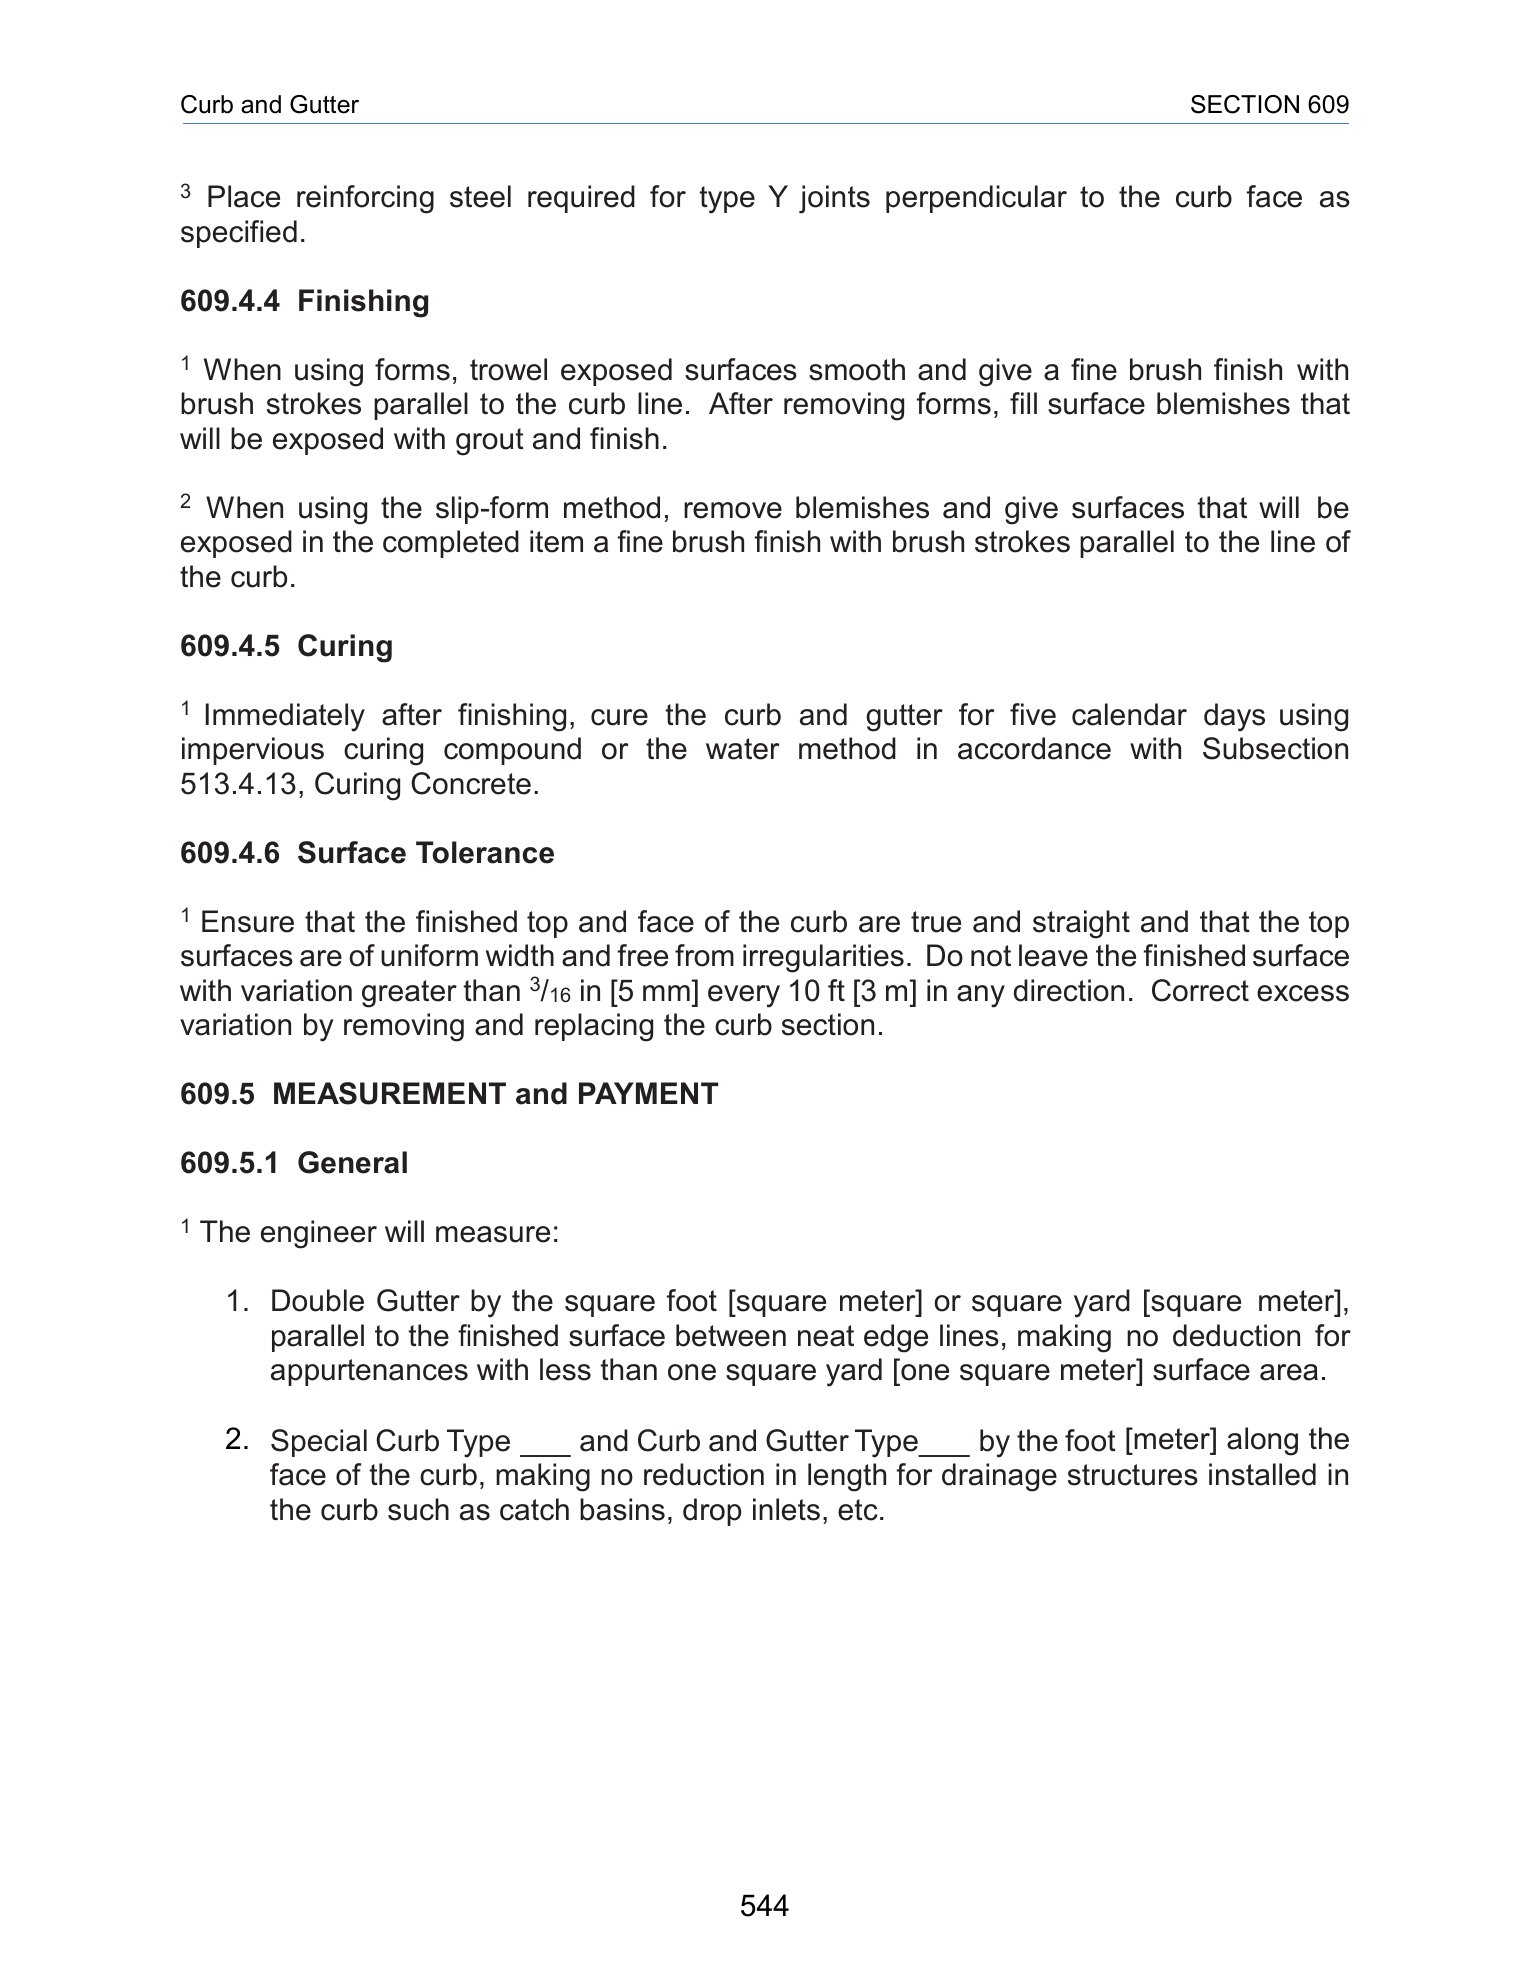 Curb and Gutter SECTION 609
3 Place reinforcing steel required for type Y joints perpendicular to the curb face as
specified.
609.4.4 Finishing
1 When using forms, trowel exposed surfaces smooth and give a fine brush finish with
brush strokes parallel to the curb line. After removing forms, fill surface blemishes that
will be exposed with grout and finish.
2 When using the slip-form method, remove blemishes and give surfaces that will be
exposed in the completed item a fine brush finish with brush strokes parallel to the line of
the curb.
609.4.5 Curing
1 Immediately after finishing, cure the curb and gutter for five calendar days using
impervious curing compound or the water method in accordance with Subsection
513.4.13, Curing Concrete.
609.4.6 Surface Tolerance
1 Ensure that the finished top and face of the curb are true and straight and that the top
surfaces are of uniform width and free from irregularities. Do not leave the finished surface
with variation greater than 3/16 in [5 mm] every 10 ft [3 m] in any direction. Correct excess
variation by removing and replacing the curb section.
609.5 MEASUREMENT and PAYMENT
609.5.1 General
1 The engineer will measure:
1. Double Gutter by the square foot [square meter] or square yard [square meter],
parallel to the finished surface between neat edge lines, making no deduction for
appurtenances with less than one square yard [one square meter] surface area.
2. Special Curb Type ___ and Curb and Gutter Type___ by the foot [meter] along the
face of the curb, making no reduction in length for drainage structures installed in
the curb such as catch basins, drop inlets, etc.
544